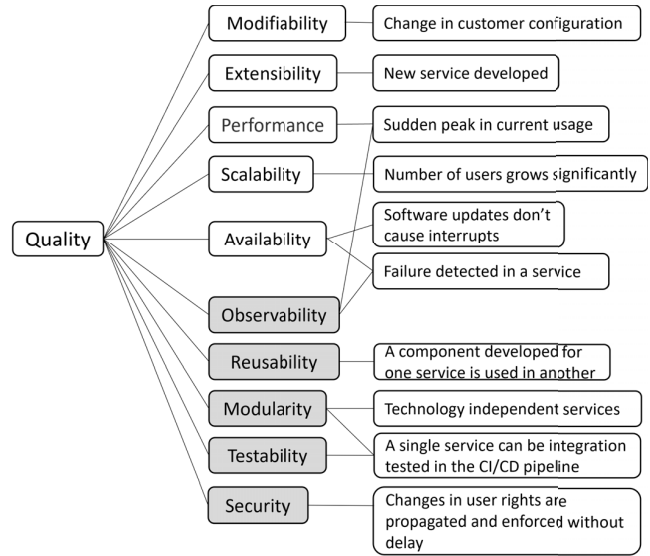 Modifiability
Change in customer configuration
Extensibility
New service developed
Performance
Sudden peak in current usage
Scalability
Number of users grows significantly
Quality
Availability
Software updates don't
cause interrupts
Failure detected in a service
Observability
Reusability
A component developed for
one service is used in another
Modularity
Technology independent services
Testability
A single service can be integration
tested in the CI/CD pipeline
Security
Changes in user rights are
propagated and enforced without
delay